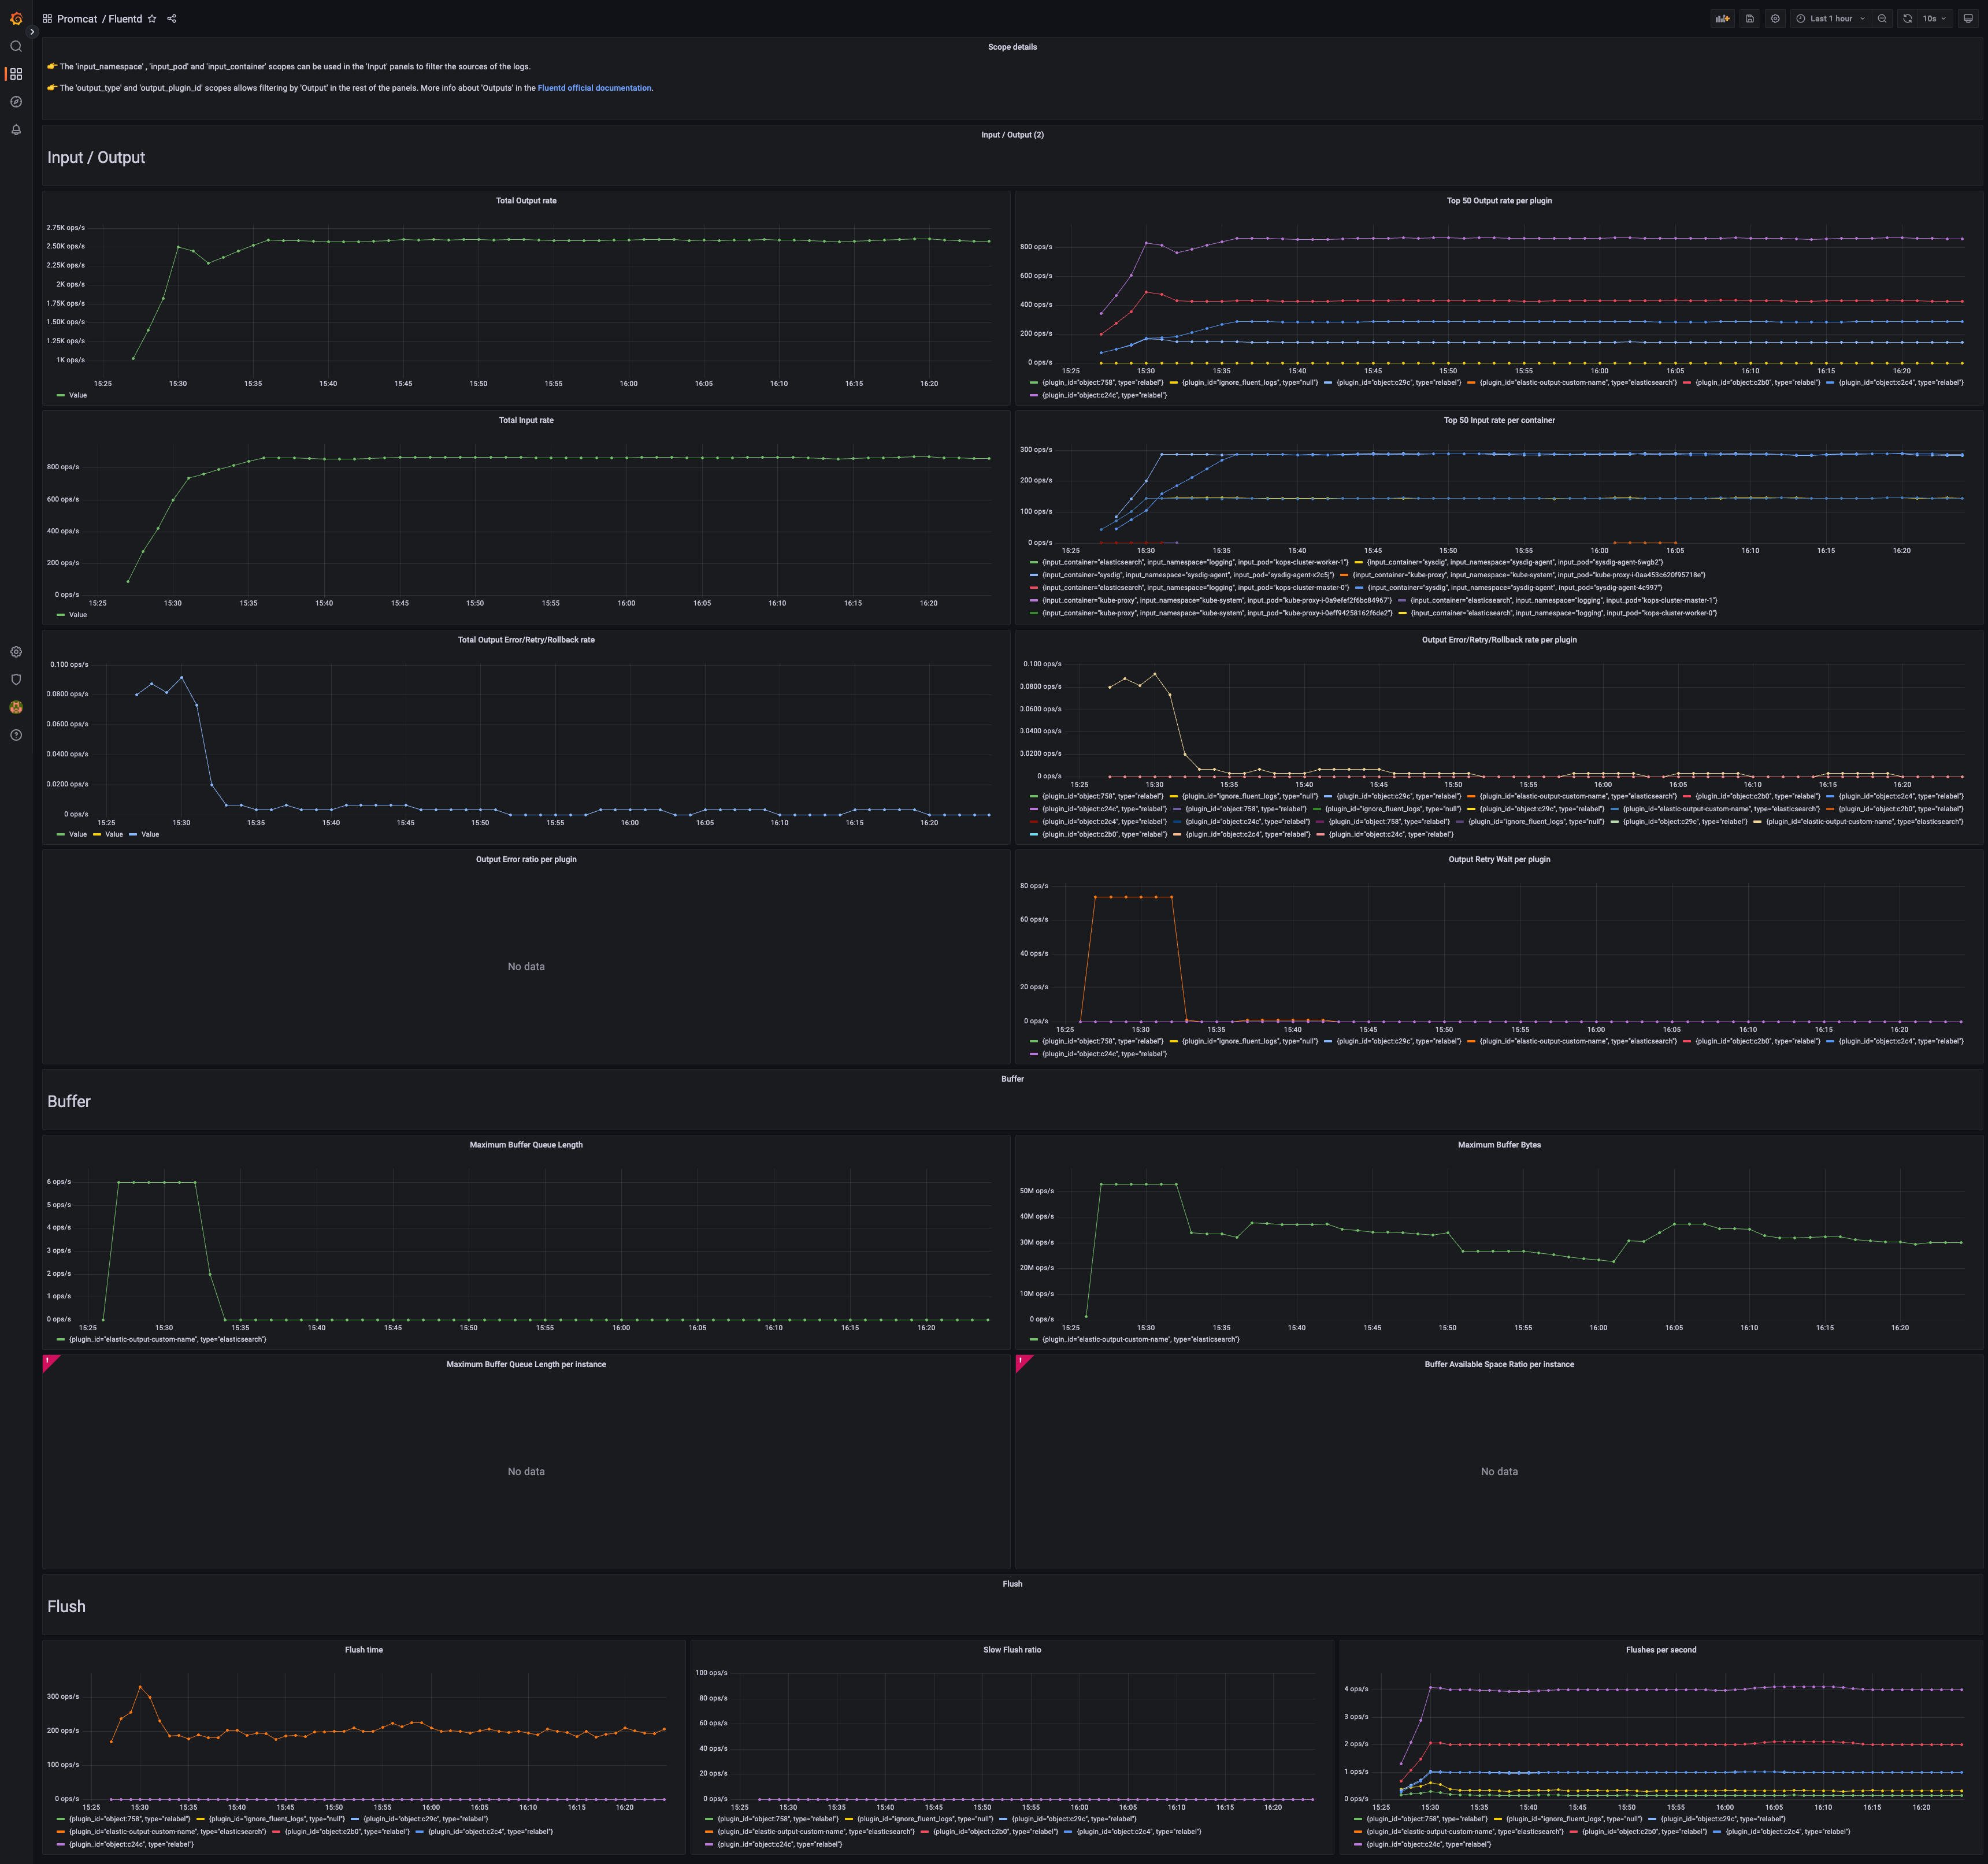 Promcat / Fluentd
Last 1 hour
10s
Scope details
👉 The 'input_namespace' , 'input_pod' and 'input_container' scopes can be used in the 'Input' panels to filter the sources of the logs.
👉 The 'output_type' and 'output_plugin_id' scopes allows filtering by 'Output' in the rest of the panels. More info about 'Outputs' in the Fluentd official documentation.
Input / Output (2)
Input / Output
Total Output rate
2.75K ops/s
2.50K ops/s
2.25K ops/s
2K ops/s
1.75K ops/s
1.50K ops/s
1.25K ops/s
1K ops/s
15:25 15:30 15:35 15:40 15:45 15:50 15:55 16:00 16:05 16:10 16:15 16:20
Value
Top 50 Output rate per plugin
800 ops/s
600 ops/s
400 ops/s
200 ops/s
0 ops/s
15:25 15:30 15:35 15:40 15:45 15:50 15:55 16:00 16:05 16:10 16:15 16:20
{plugin_id="object:758", type="relabel"} {plugin_id="ignore_fluent_logs", type="null"} {plugin_id="object:c29c", type="relabel"} {plugin_id="elastic-output-custom-name", type="elasticsearch"} {plugin_id="object:c2b0", type="relabel"} {plugin_id="object:c2c4", type="relabel"}
{plugin_id="object:c24c", type="relabel"}
Total Input rate
800 ops/s
600 ops/s
400 ops/s
200 ops/s
0 ops/s
15:25 15:30 15:35 15:40 15:45 15:50 15:55 16:00 16:05 16:10 16:15 16:20
Value
Top 50 Input rate per container
300 ops/s
200 ops/s
100 ops/s
0 ops/s
15:25 15:30 15:35 15:40 15:45 15:50 15:55 16:00 16:05 16:10 16:15 16:20
{input_container="elasticsearch", input_namespace="logging", input_pod="kops-cluster-worker-1"} {input_container="sysdig", input_namespace="sysdig-agent", input_pod="sysdig-agent-6wgb2"}
{input_container="sysdig", input_namespace="sysdig-agent", input_pod="sysdig-agent-x2c5j"} {input_container="kube-proxy", input_namespace="kube-system", input_pod="kube-proxy-i-0aa453c620f95718e"}
{input_container="elasticsearch", input_namespace="logging", input_pod="kops-cluster-master-0"} {input_container="sysdig", input_namespace="sysdig-agent", input_pod="sysdig-agent-4c997"}
{input_container="kube-proxy", input_namespace="kube-system", input_pod="kube-proxy-i-0a9efef2f6bc84967"} {input_container="elasticsearch", input_namespace="logging", input_pod="kops-cluster-master-1"}
{input_container="kube-proxy", input_namespace="kube-system", input_pod="kube-proxy-i-0eff94258162f6de2"} {input_container="elasticsearch", input_namespace="logging", input_pod="kops-cluster-worker-0"}
Total Output Error/Retry/Rollback rate
0.100 ops/s
0.0800 ops/s
0.0600 ops/s
0.0400 ops/s
0.0200 ops/s
0 ops/s
15:25 15:30 15:35 15:40 15:45 15:50 15:55 16:00 16:05 16:10 16:15 16:20
Value Value Value
Output Error/Retry/Rollback rate per plugin
0.100 ops/s
0.0800 ops/s
0.0600 ops/s
0.0400 ops/s
0.0200 ops/s
0 ops/s
15:25 15:30 15:35 15:40 15:45 15:50 15:55 16:00 16:05 16:10 16:15 16:20
{plugin_id="object:758", type="relabel"} {plugin_id="ignore_fluent_logs", type="null"} {plugin_id="object:c29c", type="relabel"} {plugin_id="elastic-output-custom-name", type="elasticsearch"} {plugin_id="object:c2b0", type="relabel"} {plugin_id="object:c2c4", type="relabel"}
{plugin_id="object:c24c", type="relabel"} {plugin_id="object:758", type="relabel"} {plugin_id="ignore_fluent_logs", type="null"} {plugin_id="object:c29c", type="relabel"} {plugin_id="elastic-output-custom-name", type="elasticsearch"} {plugin_id="object:c2b0", type="relabel"}
{plugin_id="object:c2c4", type="relabel"} {plugin_id="object:c24c", type="relabel"} {plugin_id="object:758", type="relabel"} {plugin_id="ignore_fluent_logs", type="null"} {plugin_id="object:c29c", type="relabel"} {plugin_id="elastic-output-custom-name", type="elasticsearch"}
{plugin_id="object:c2b0", type="relabel"} {plugin_id="object:c2c4", type="relabel"} {plugin_id="object:c24c", type="relabel"}
Output Error ratio per plugin
No data
Output Retry Wait per plugin
80 ops/s
60 ops/s
40 ops/s
20 ops/s
0 ops/s
15:25 15:30 15:35 15:40 15:45 15:50 15:55 16:00 16:05 16:10 16:15 16:20
{plugin_id="object:758", type="relabel"} {plugin_id="ignore_fluent_logs", type="null"} {plugin_id="object:c29c", type="relabel"} {plugin_id="elastic-output-custom-name", type="elasticsearch"} {plugin_id="object:c2b0", type="relabel"} {plugin_id="object:c2c4", type="relabel"}
{plugin_id="object:c24c", type="relabel"}
Buffer
Buffer
Maximum Buffer Queue Length
6 ops/s
5 ops/s
4 ops/s
3 ops/s
2 ops/s
1 ops/s
0 ops/s
15:25 15:30 15:35 15:40 15:45 15:50 15:55 16:00 16:05 16:10 16:15 16:20
{plugin_id="elastic-output-custom-name", type="elasticsearch"}
Maximum Buffer Bytes
50M ops/s
40M ops/s
30M ops/s
20M ops/s
10M ops/s
0 ops/s
15:25 15:30 15:35 15:40 15:45 15:50 15:55 16:00 16:05 16:10 16:15 16:20
{plugin_id="elastic-output-custom-name", type="elasticsearch"}
!
Maximum Buffer Queue Length per instance
No data
!
Buffer Available Space Ratio per instance
No data
Flush
Flush
Flush time
300 ops/s
200 ops/s
100 ops/s
0 ops/s
15:25 15:30 15:35 15:40 15:45 15:50 15:55 16:00 16:05 16:10 16:15 16:20
{plugin_id="object:758", type="relabel"} {plugin_id="ignore_fluent_logs", type="null"} {plugin_id="object:c29c", type="relabel"}
{plugin_id="elastic-output-custom-name", type="elasticsearch"} {plugin_id="object:c2b0", type="relabel"} {plugin_id="object:c2c4", type="relabel"}
{plugin_id="object:c24c", type="relabel"}
Slow Flush ratio
100 ops/s
80 ops/s
60 ops/s
40 ops/s
20 ops/s
0 ops/s
15:25 15:30 15:35 15:40 15:45 15:50 15:55 16:00 16:05 16:10 16:15 16:20
{plugin_id="object:758", type="relabel"} {plugin_id="ignore_fluent_logs", type="null"} {plugin_id="object:c29c", type="relabel"}
{plugin_id="elastic-output-custom-name", type="elasticsearch"} {plugin_id="object:c2b0", type="relabel"} {plugin_id="object:c2c4", type="relabel"}
{plugin_id="object:c24c", type="relabel"}
Flushes per second
4 ops/s
3 ops/s
2 ops/s
1 ops/s
0 ops/s
15:25 15:30 15:35 15:40 15:45 15:50 15:55 16:00 16:05 16:10 16:15 16:20
{plugin_id="object:758", type="relabel"} {plugin_id="ignore_fluent_logs", type="null"} {plugin_id="object:c29c", type="relabel"}
{plugin_id="elastic-output-custom-name", type="elasticsearch"} {plugin_id="object:c2b0", type="relabel"} {plugin_id="object:c2c4", type="relabel"}
{plugin_id="object:c24c", type="relabel"}